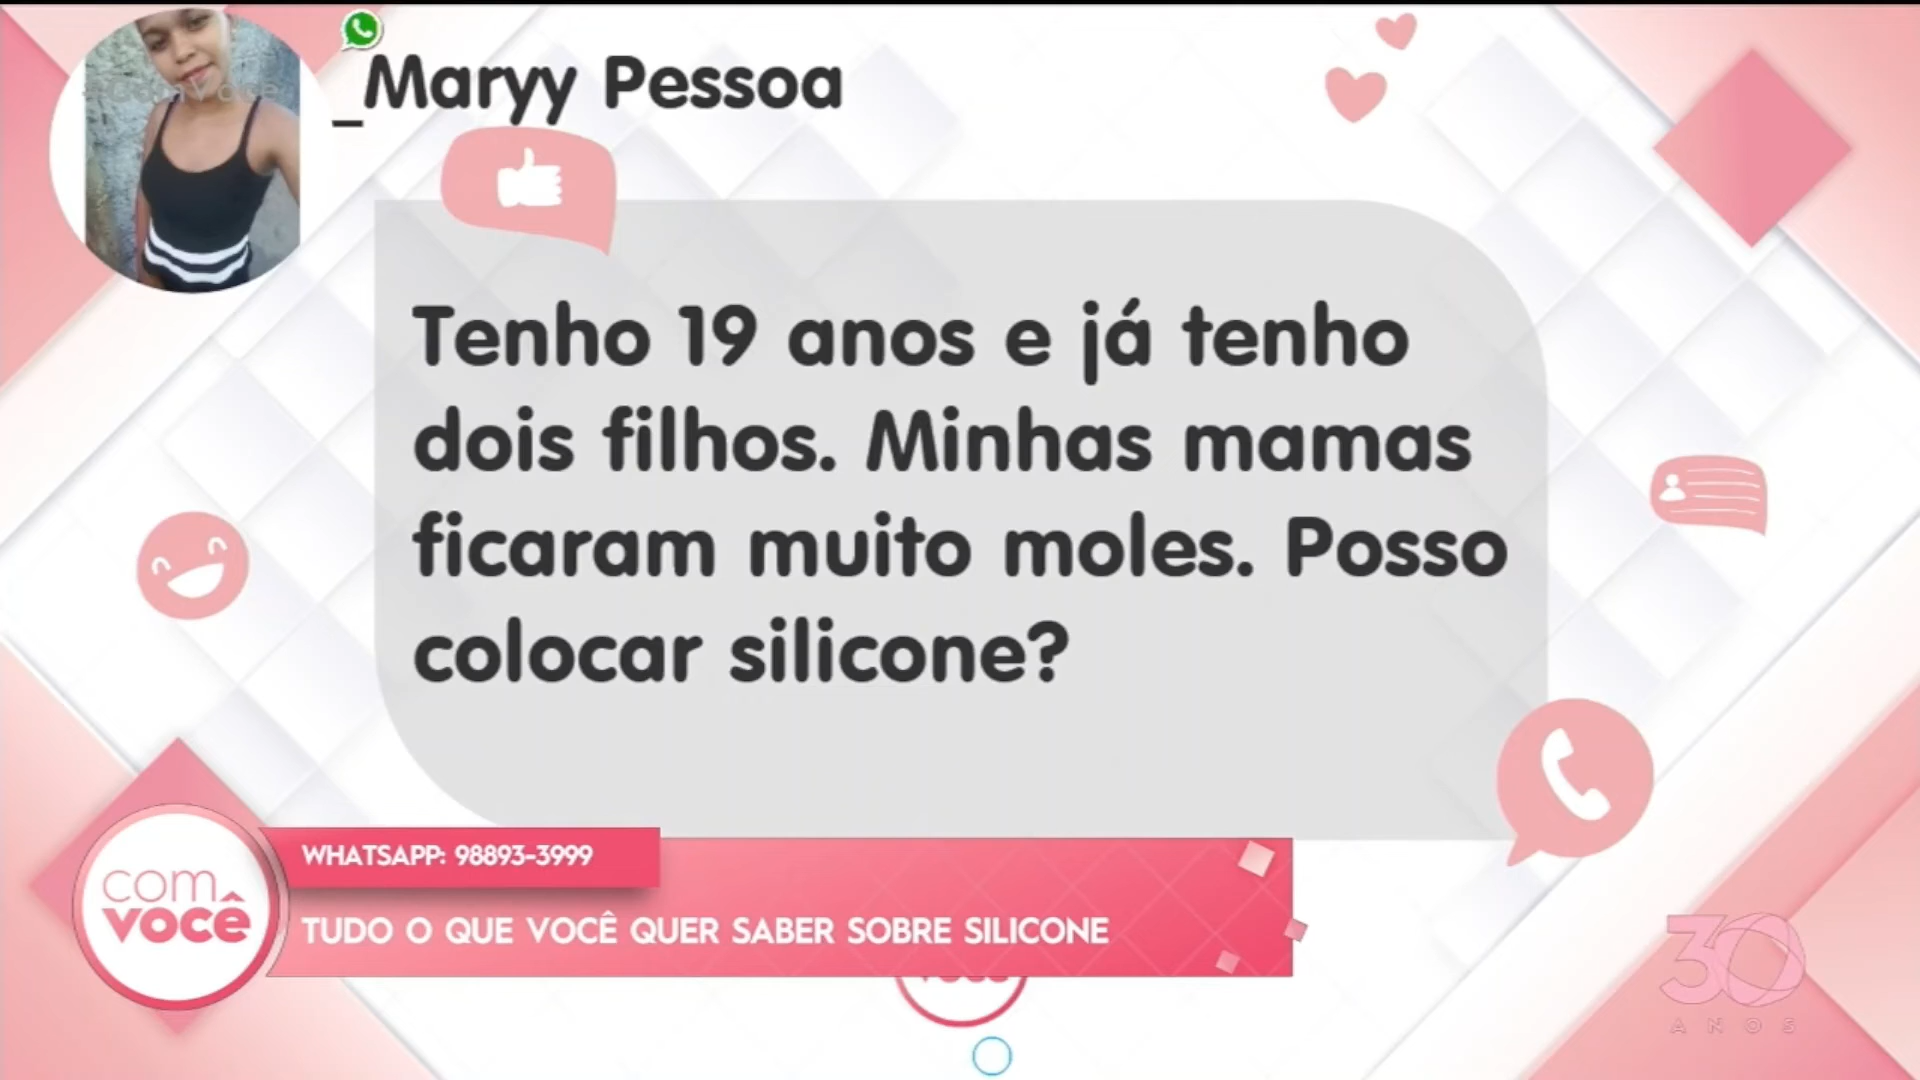 _Maryy Pessoa
Tenho 19 anos e já tenho
dois filhos. Minhas mamas
ficaram muito moles. Posso
colocar silicone?
WHATSAPP: 98893-3999
com
você
TUDO O QUE VOCÊ QUER SABER SOBRE SILICONE
30
ANOS